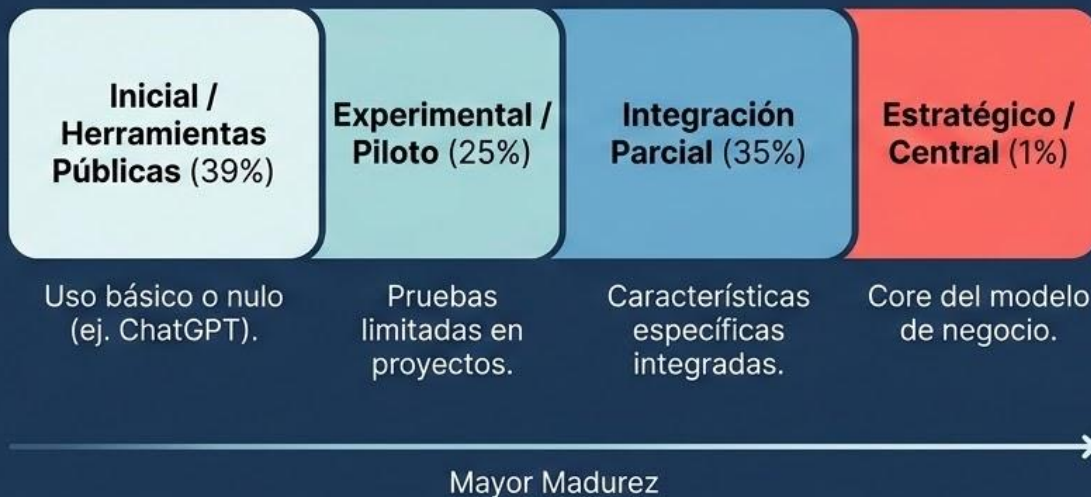 Inicial /
Herramientas
Públicas (39%)
Experimental /
Piloto (25%)
Integración
Parcial (35%)
Estratégico /
Central (1%)
Uso básico o nulo
(ej. ChatGPT).
Pruebas
limitadas en
proyectos.
Características
específicas
integradas.
Core del modelo
de negocio.
Mayor Madurez